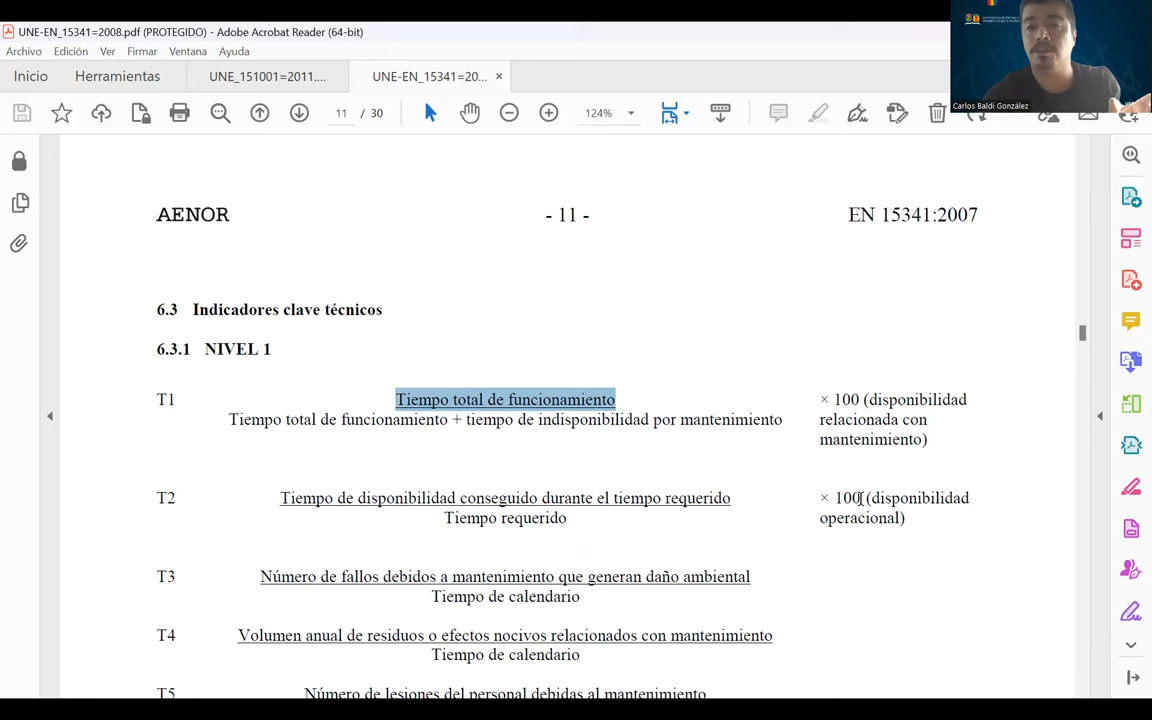 UNE-EN_15341=2008.pdf (PROTEGIDO) - Adobe Acrobat Reader (64-bit)
Archivo Edición Ver Firmar Ventana Ayuda
Inicio Herramientas UNE_151001=2011.... UNE-EN_15341=20... ×
11 / 30 124%
Carlos Baldi González
AENOR - 11 - EN 15341:2007
6.3 Indicadores clave técnicos
6.3.1 NIVEL 1
T1 Tiempo total de funcionamiento × 100 (disponibilidad
Tiempo total de funcionamiento + tiempo de indisponibilidad por mantenimiento relacionada con
mantenimiento)
T2 Tiempo de disponibilidad conseguido durante el tiempo requerido × 100 (disponibilidad
Tiempo requerido operacional)
T3 Número de fallos debidos a mantenimiento que generan daño ambiental
Tiempo de calendario
T4 Volumen anual de residuos o efectos nocivos relacionados con mantenimiento
Tiempo de calendario
T5 Número de lesiones del personal debidas al mantenimiento